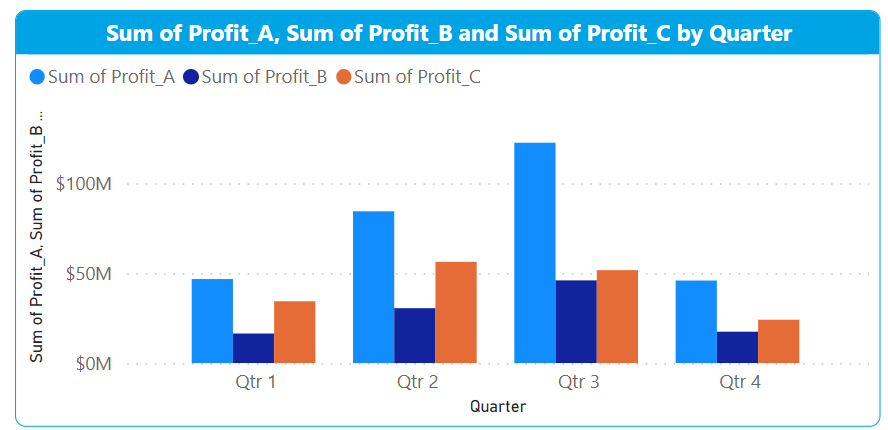 Sum of Profit_A, Sum of Profit_B and Sum of Profit_C by Quarter
Sum of Profit_A Sum of Profit_B Sum of Profit_C
Sum of Profit_A, Sum of Profit_B ...
$100M
$50M
$0M
Qtr 1 Qtr 2 Qtr 3 Qtr 4
Quarter